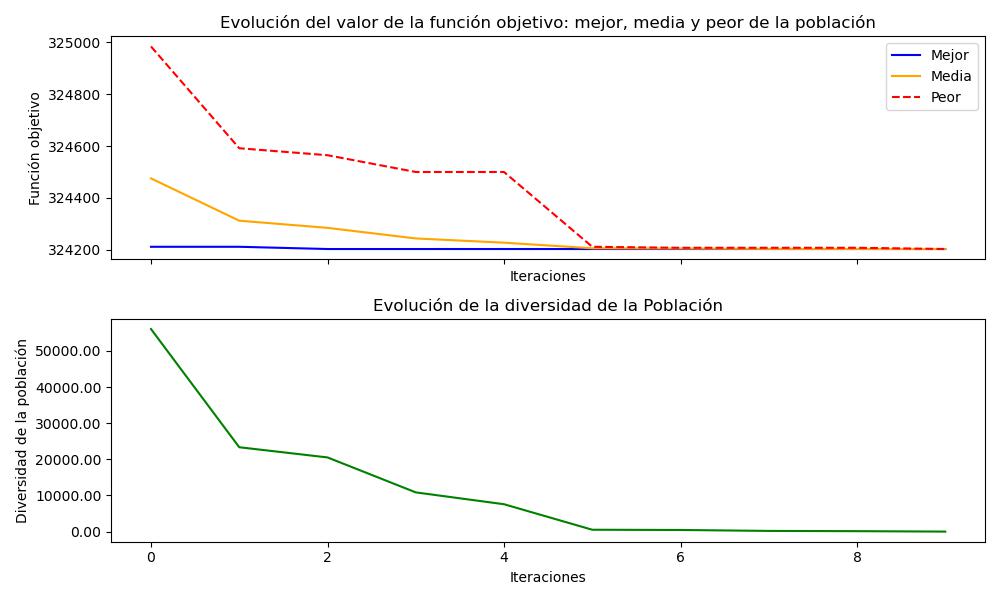 Evolución del valor de la función objetivo: mejor, media y peor de la población
Función objetivo
325000
324800
324600
324400
324200
Mejor
Media
Peor
Iteraciones
Evolución de la diversidad de la Población
Diversidad de la población
50000.00
40000.00
30000.00
20000.00
10000.00
0.00
0 2 4 6 8
Iteraciones